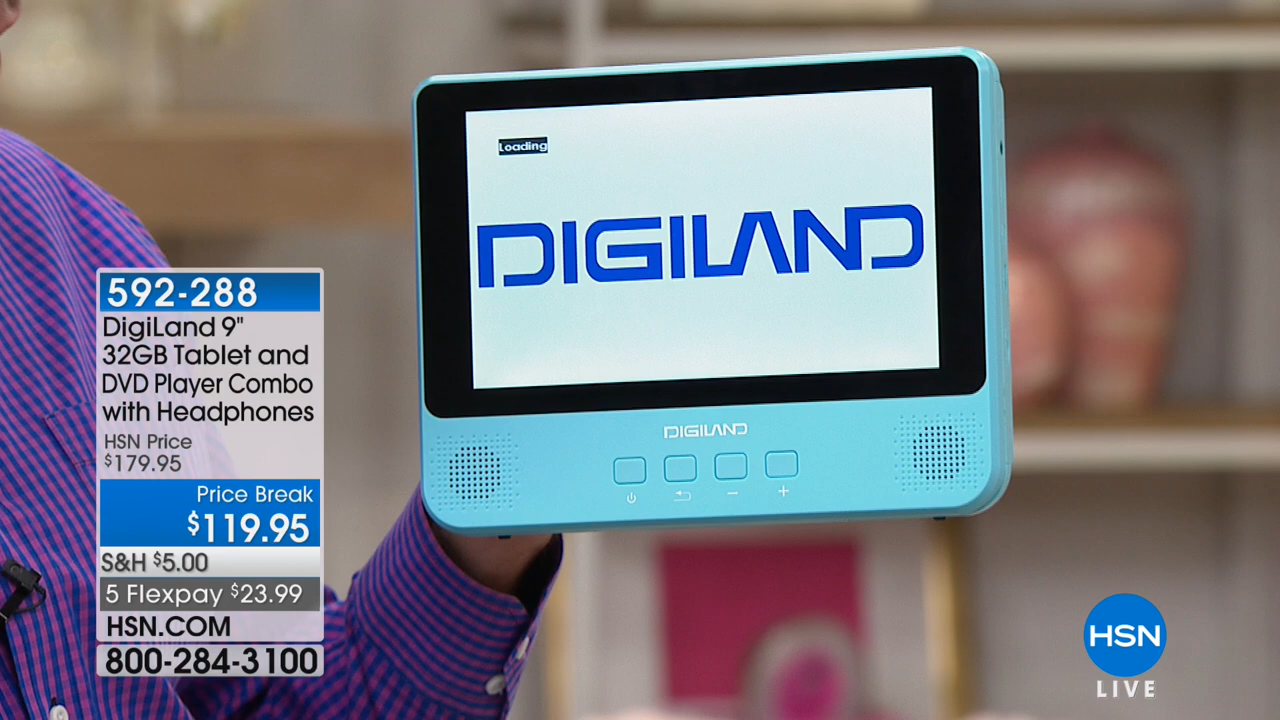 592-288
DigiLand 9"
32GB Tablet and
DVD Player Combo
with Headphones
HSN Price
$179.95
Price Break
$119.95
S&H $5.00
5 Flexpay $23.99
HSN.COM
800-284-3100
Loading
DIGILAND
DIGILAND
HSN
LIVE